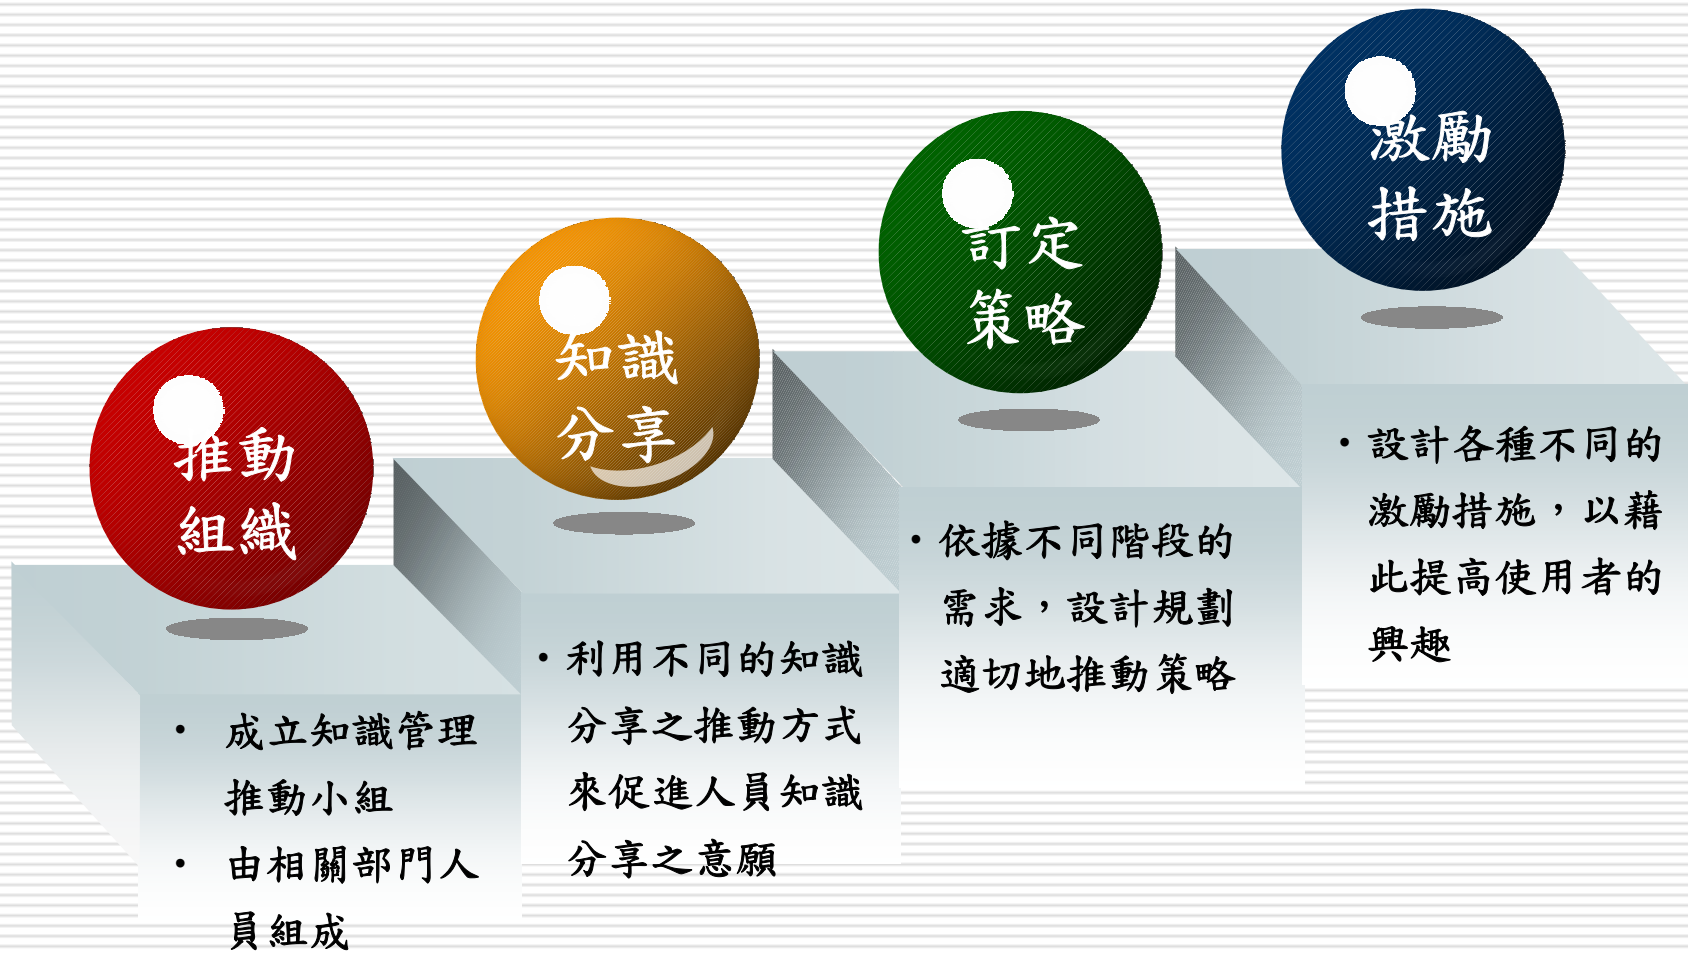 推動
組織
• 成立知識管理
推動小組
• 由相關部門人
員組成
知識
分享
• 利用不同的知識
分享之推動方式
來促進人員知識
分享之意願
訂定
策略
• 依據不同階段的
需求，設計規劃
適切地推動策略
激勵
措施
• 設計各種不同的
激勵措施，以藉
此提高使用者的
興趣